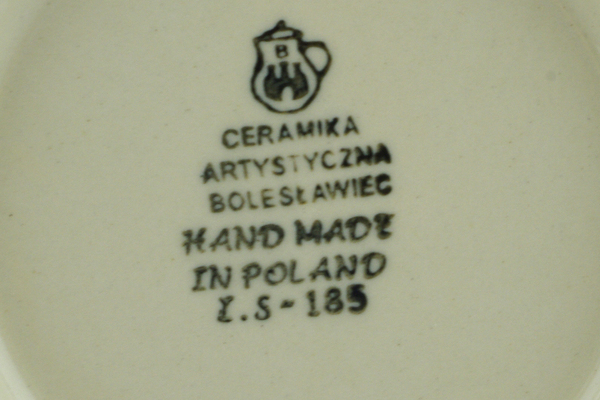 B
CERAMIKA
ARTYSTYCZNA
BOLESŁAWIEC
HAND MADE
IN POLAND
Ł.S-185